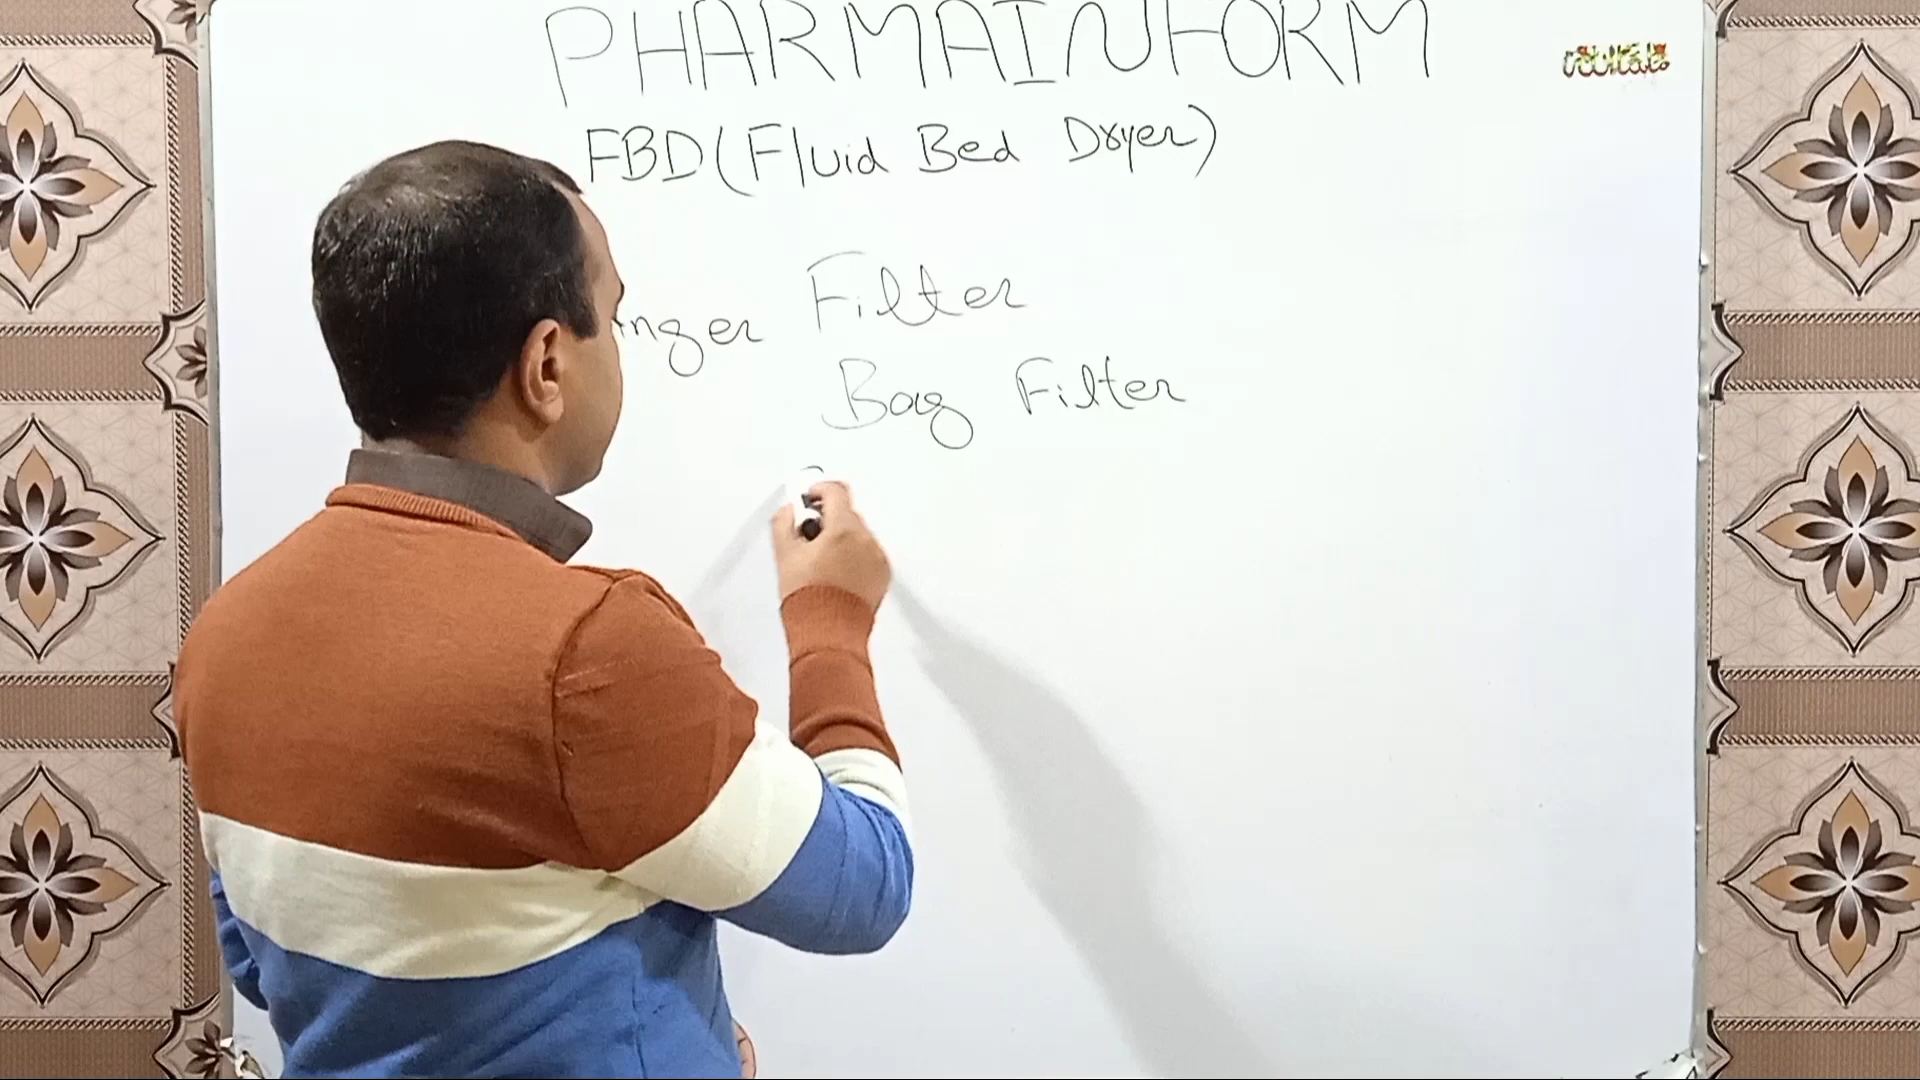 PHARMAINFORM
FBD(Fluid Bed Dryer)
nger Filter
Bag Filter